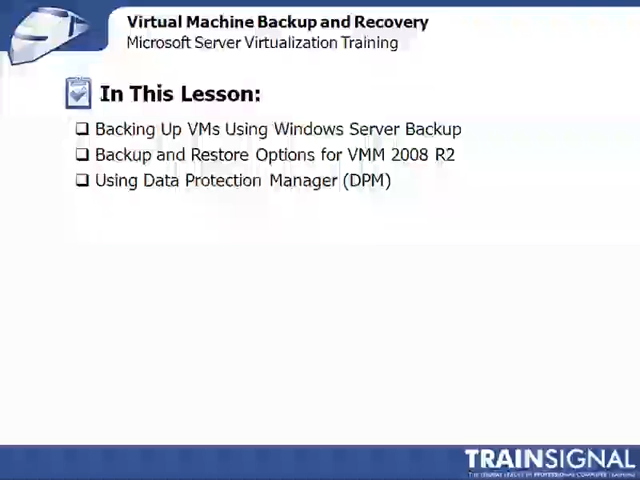 Virtual Machine Backup and Recovery
Microsoft Server Virtualization Training
In This Lesson:
Backing Up VMs Using Windows Server Backup
Backup and Restore Options for VMM 2008 R2
Using Data Protection Manager (DPM)
TRAINSIGNAL